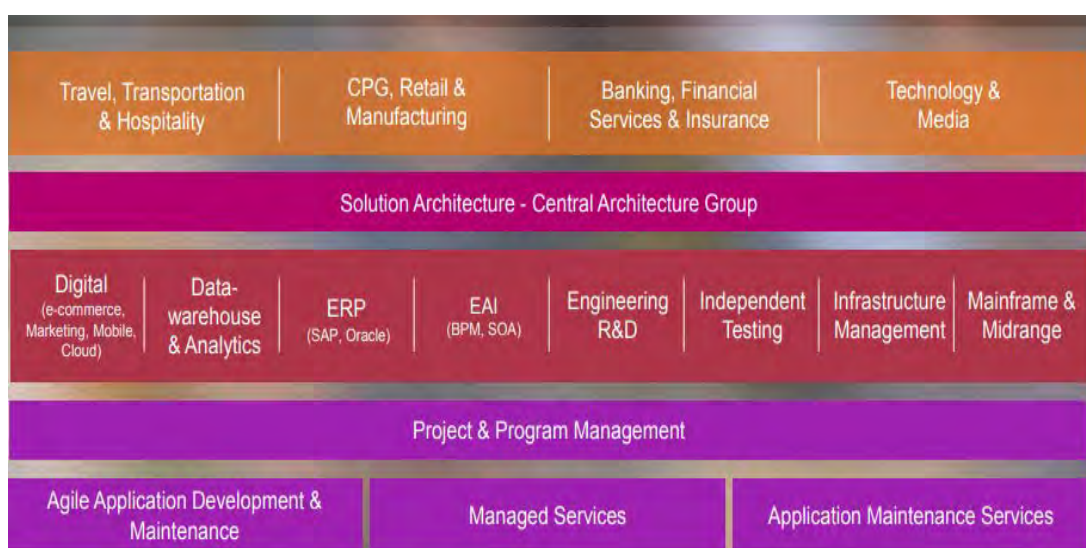 Travel, Transportation
& Hospitality
CPG, Retail &
Manufacturing
Banking, Financial
Services & Insurance
Technology &
Media
Solution Architecture - Central Architecture Group
Digital
(e-commerce,
Marketing, Mobile,
Cloud)
Data-
warehouse
& Analytics
ERP
(SAP, Oracle)
EAI
(BPM, SOA)
Engineering
R&D
Independent
Testing
Infrastructure
Management
Mainframe &
Midrange
Project & Program Management
Agile Application Development &
Maintenance
Managed Services
Application Maintenance Services